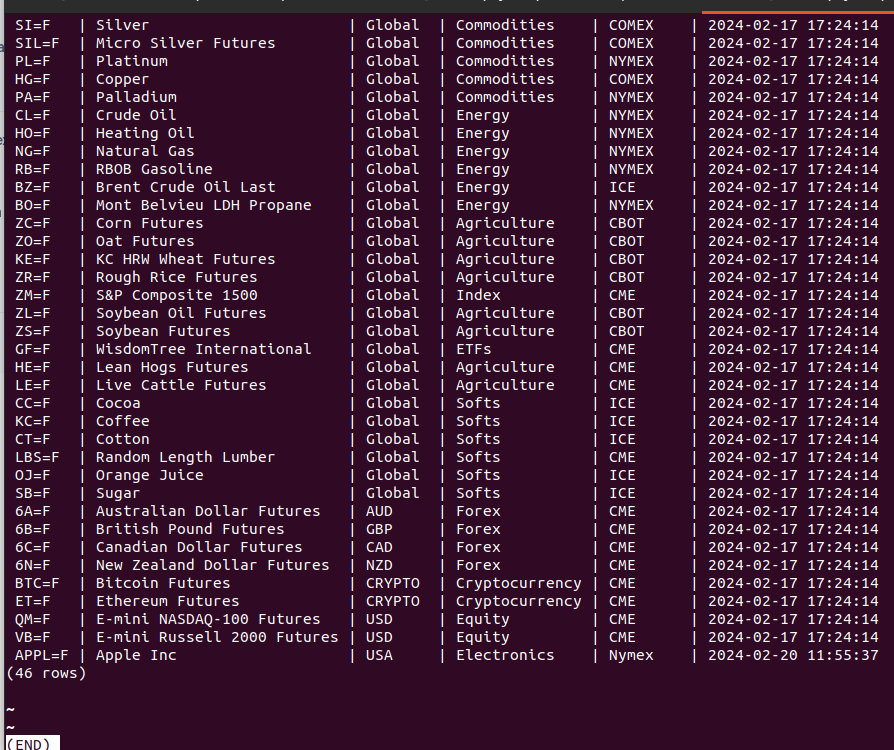 SI=F | Silver | Global | Commodities | COMEX | 2024-02-17 17:24:14
SIL=F | Micro Silver Futures | Global | Commodities | COMEX | 2024-02-17 17:24:14
PL=F | Platinum | Global | Commodities | NYMEX | 2024-02-17 17:24:14
HG=F | Copper | Global | Commodities | COMEX | 2024-02-17 17:24:14
PA=F | Palladium | Global | Commodities | NYMEX | 2024-02-17 17:24:14
CL=F | Crude Oil | Global | Energy | NYMEX | 2024-02-17 17:24:14
HO=F | Heating Oil | Global | Energy | NYMEX | 2024-02-17 17:24:14
NG=F | Natural Gas | Global | Energy | NYMEX | 2024-02-17 17:24:14
RB=F | RBOB Gasoline | Global | Energy | NYMEX | 2024-02-17 17:24:14
BZ=F | Brent Crude Oil Last | Global | Energy | ICE | 2024-02-17 17:24:14
BO=F | Mont Belvieu LDH Propane | Global | Energy | NYMEX | 2024-02-17 17:24:14
ZC=F | Corn Futures | Global | Agriculture | CBOT | 2024-02-17 17:24:14
ZO=F | Oat Futures | Global | Agriculture | CBOT | 2024-02-17 17:24:14
KE=F | KC HRW Wheat Futures | Global | Agriculture | CBOT | 2024-02-17 17:24:14
ZR=F | Rough Rice Futures | Global | Agriculture | CBOT | 2024-02-17 17:24:14
ZM=F | S&P Composite 1500 | Global | Index | CME | 2024-02-17 17:24:14
ZL=F | Soybean Oil Futures | Global | Agriculture | CBOT | 2024-02-17 17:24:14
ZS=F | Soybean Futures | Global | Agriculture | CBOT | 2024-02-17 17:24:14
GF=F | WisdomTree International | Global | ETFs | CME | 2024-02-17 17:24:14
HE=F | Lean Hogs Futures | Global | Agriculture | CME | 2024-02-17 17:24:14
LE=F | Live Cattle Futures | Global | Agriculture | CME | 2024-02-17 17:24:14
CC=F | Cocoa | Global | Softs | ICE | 2024-02-17 17:24:14
KC=F | Coffee | Global | Softs | ICE | 2024-02-17 17:24:14
CT=F | Cotton | Global | Softs | ICE | 2024-02-17 17:24:14
LBS=F | Random Length Lumber | Global | Softs | CME | 2024-02-17 17:24:14
OJ=F | Orange Juice | Global | Softs | ICE | 2024-02-17 17:24:14
SB=F | Sugar | Global | Softs | ICE | 2024-02-17 17:24:14
6A=F | Australian Dollar Futures | AUD | Forex | CME | 2024-02-17 17:24:14
6B=F | British Pound Futures | GBP | Forex | CME | 2024-02-17 17:24:14
6C=F | Canadian Dollar Futures | CAD | Forex | CME | 2024-02-17 17:24:14
6N=F | New Zealand Dollar Futures | NZD | Forex | CME | 2024-02-17 17:24:14
BTC=F | Bitcoin Futures | CRYPTO | Cryptocurrency | CME | 2024-02-17 17:24:14
ET=F | Ethereum Futures | CRYPTO | Cryptocurrency | CME | 2024-02-17 17:24:14
QM=F | E-mini NASDAQ-100 Futures | USD | Equity | CME | 2024-02-17 17:24:14
VB=F | E-mini Russell 2000 Futures | USD | Equity | CME | 2024-02-17 17:24:14
APPL=F | Apple Inc | USA | Electronics | Nymex | 2024-02-20 11:55:37
(46 rows)
~
~
(END)